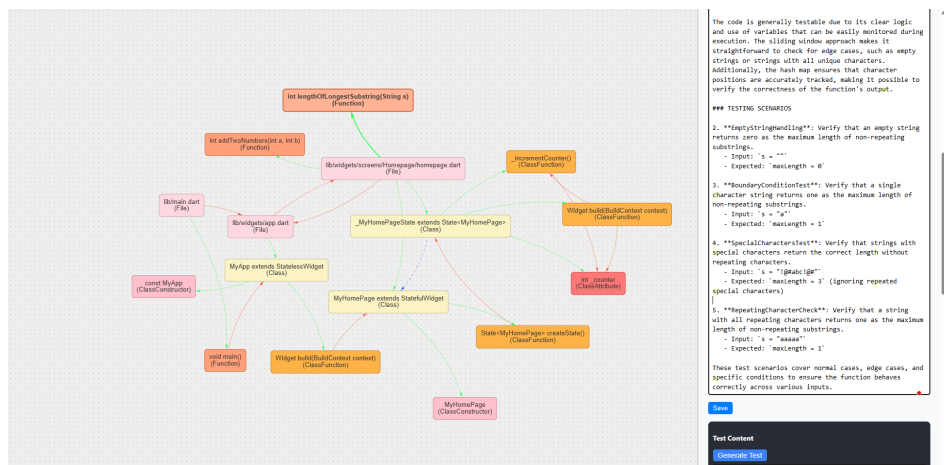 int lengthOfLongestSubstring(String s)
(Function)
int addTwoNumbers(int a, int b)
(Function)
lib/widgets/screens/Homepage/homepage.dart
(File)
_incrementCounter()
(ClassFunction)
lib/main.dart
(File)
lib/widgets/app.dart
(File)
_MyHomePageState extends State<MyHomePage>
(Class)
Widget build(BuildContext context)
(ClassFunction)
MyApp extends StatelessWidget
(Class)
const MyApp
(ClassConstructor)
int _counter
(ClassAttribute)
MyHomePage extends StatefulWidget
(Class)
State<MyHomePage> createState()
(ClassFunction)
void main()
(Function)
Widget build(BuildContext context)
(ClassFunction)
MyHomePage
(ClassConstructor)
The code is generally testable due to its clear logic
and use of variables that can be easily monitored during
execution. The sliding window approach makes it
straightforward to check for edge cases, such as empty
strings or strings with all unique characters.
Additionally, the hash map ensures that character
positions are accurately tracked, making it possible to
verify the correctness of the function's output.
### TESTING SCENARIOS
2. **EmptyStringHandling**: Verify that an empty string
returns zero as the maximum length of non-repeating
substrings.
- Input: `s = ""`
- Expected: `maxLength = 0`
3. **BoundaryConditionTest**: Verify that a single
character string returns one as the maximum length of
non-repeating substrings.
- Input: `s = "a"`
- Expected: `maxLength = 1`
4. **SpecialCharactersTest**: Verify that strings with
special characters return the correct length without
repeating characters.
- Input: `s = "!@#abc!@#"`
- Expected: `maxLength = 3` (ignoring repeated
special characters)
5. **RepeatingCharacterCheck**: Verify that a string
with all repeating characters returns one as the maximum
length of non-repeating substrings.
- Input: `s = "aaaaa"`
- Expected: `maxLength = 1`
These test scenarios cover normal cases, edge cases, and
specific conditions to ensure the function behaves
correctly across various inputs.
Save
Test Content
Generate Test